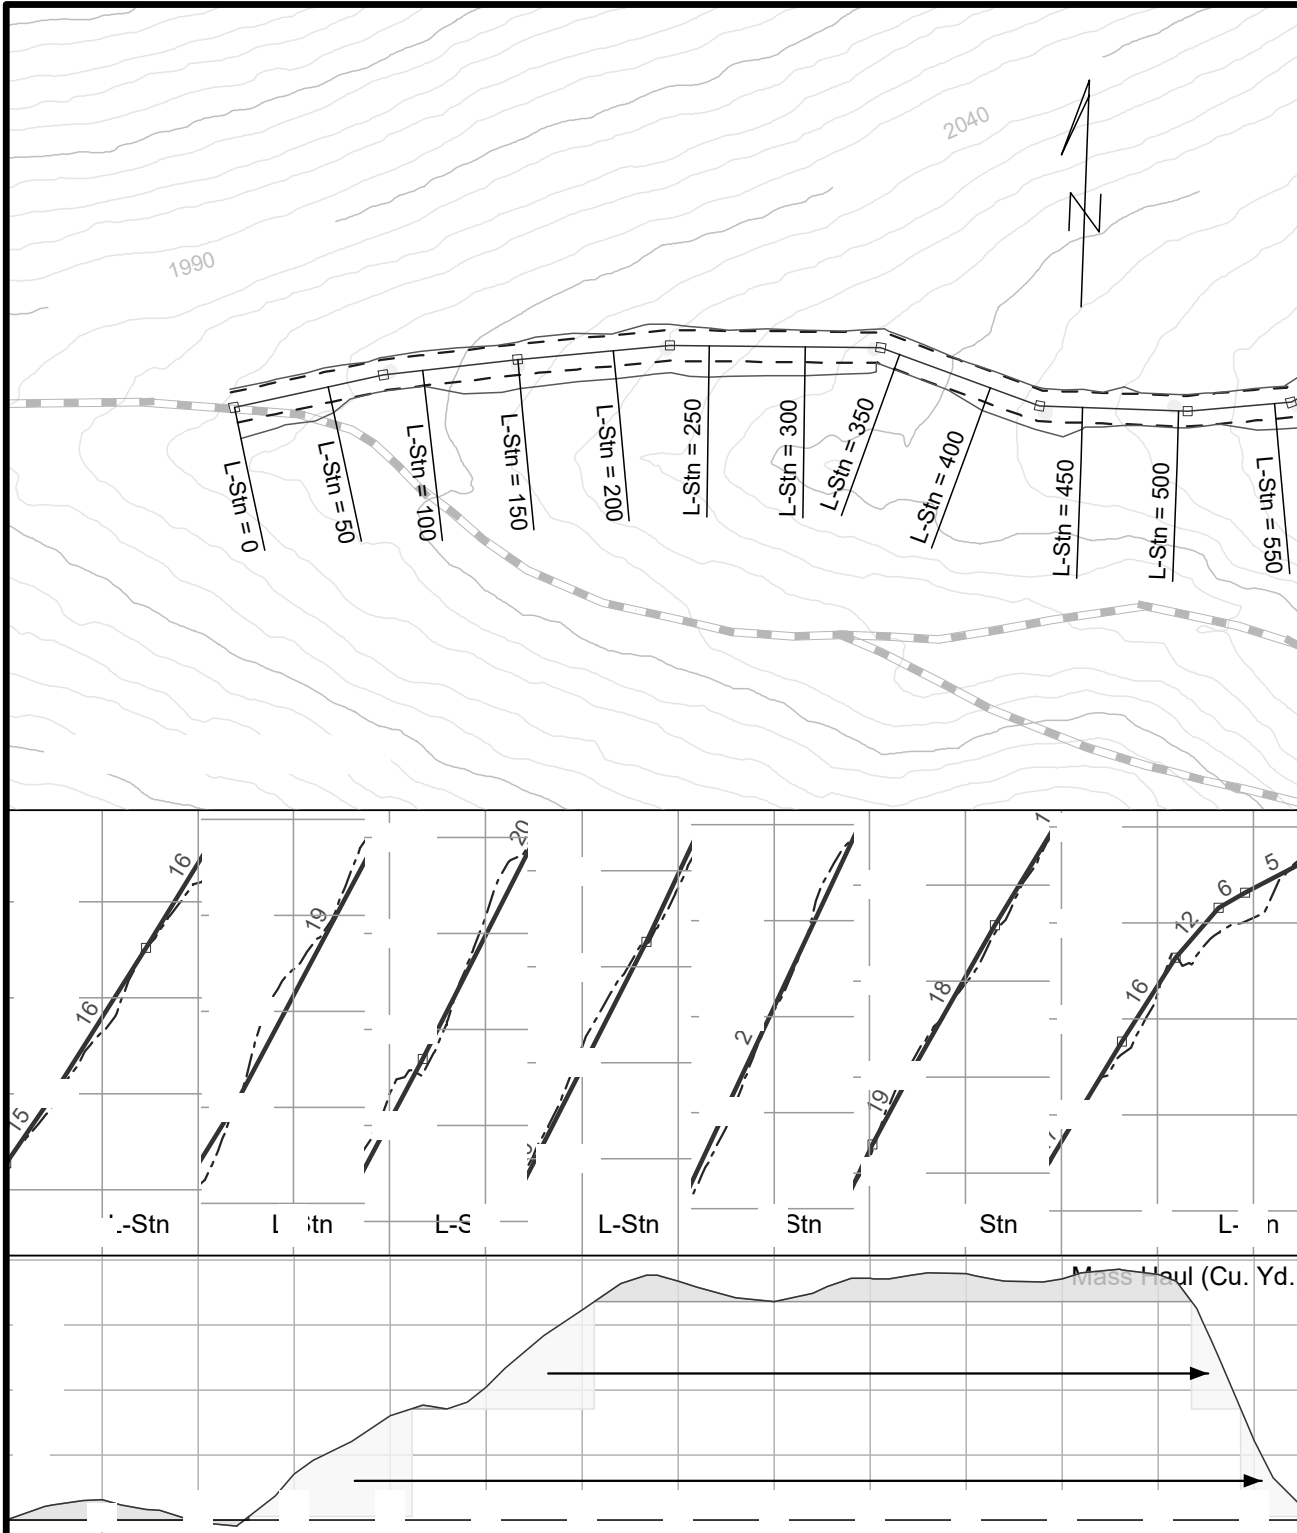 2040
N
1990
L-Stn = 0
L-Stn = 50
L-Stn = 100
L-Stn = 150
L-Stn = 200
L-Stn = 250
L-Stn = 300
L-Stn = 350
L-Stn = 400
L-Stn = 450
L-Stn = 500
L-Stn = 550
15
16
16
19
20
2
19
18
16
12
6
5
L-Stn
L-Stn
Stn
Stn
Mass Haul (Cu. Yd.